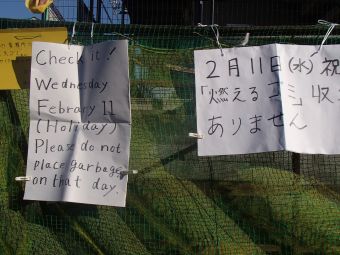 Check it!
Wednesday
Febrary 11
(Holiday)
Please do not
place garbage
on that day.
2月11日(水)祝
「燃えるゴミ」収
ありません